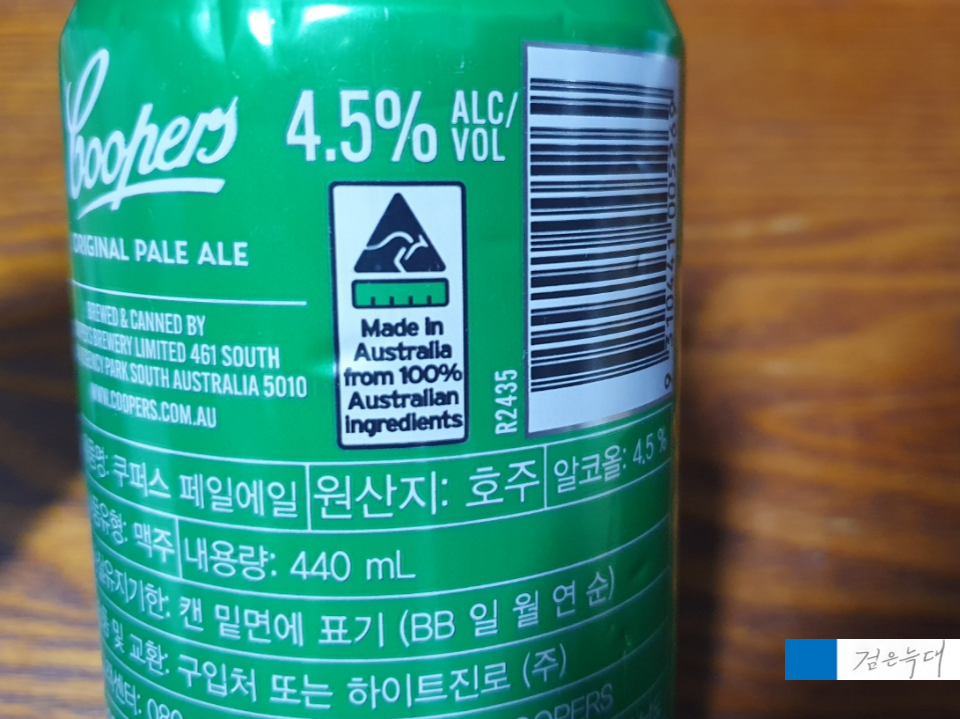 Coopers
4.5% ALC/VOL
ORIGINAL PALE ALE
BREWED & CANNED BY
BREWERY LIMITED 461 SOUTH
PARK SOUTH AUSTRALIA 5010
WWW.COOPERS.COM.AU
Made in
Australia
from 100%
Australian
ingredients
R2435
쿠퍼스 페일에일 원산지: 호주 알코올: 4.5%
맥주 내용량: 440 mL
캔 밑면에 표기 (BB 일 월 연 순)
및 교환: 구입처 또는 하이트진로 (주)
COOPERS
검은늑대